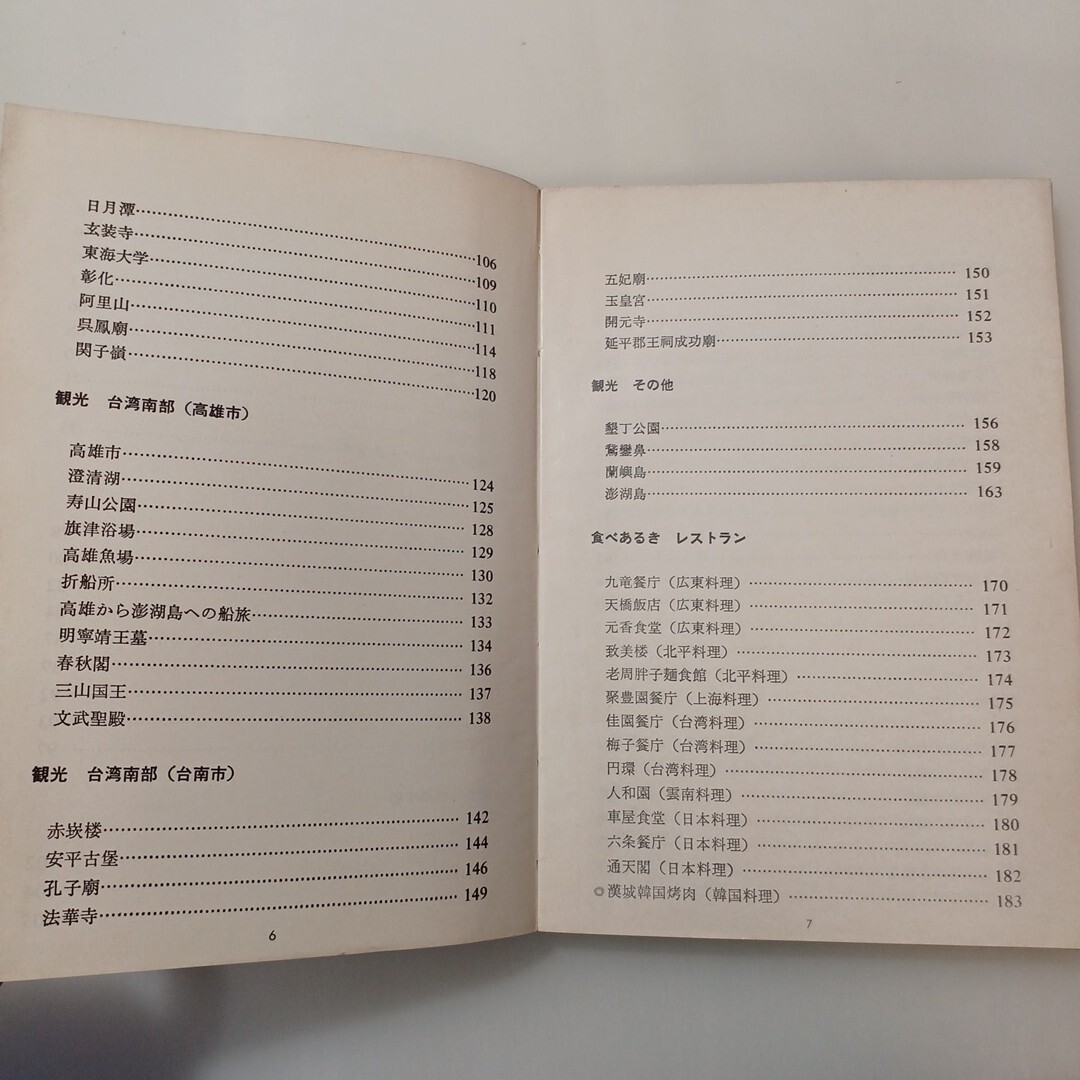 日月潭……106
玄装寺……109
東海大学……110
彰化……111
阿里山……114
呉鳳廟……118
関子嶺……120
観光　台湾南部（高雄市）
高雄市……124
澄清湖……125
寿山公園……128
旗津浴場……129
高雄魚場……130
折船所……132
高雄から澎湖島への船旅……133
明寧靖王墓……134
春秋閣……136
三山国王……137
文武聖殿……138
観光　台湾南部（台南市）
赤崁楼……142
安平古堡……144
孔子廟……146
法華寺……149
6
五妃廟……150
玉皇宮……151
開元寺……152
延平郡王祠成功廟……153
観光　その他
墾丁公園……156
鵞鑾鼻……158
蘭嶼島……159
澎湖島……163
食べあるき　レストラン
九竜餐庁（広東料理）……170
天橋飯店（広東料理）……171
元香食堂（広東料理）……172
致美楼（北平料理）……173
老周胖子麺食館（北平料理）……174
聚豊園餐庁（上海料理）……175
佳園餐庁（台湾料理）……176
梅子餐庁（台湾料理）……177
円環（台湾料理）……178
人和園（雲南料理）……179
車屋食堂（日本料理）……180
六条餐庁（日本料理）……181
通天閣（日本料理）……182
◎漢城韓国烤肉（韓国料理）……183
7